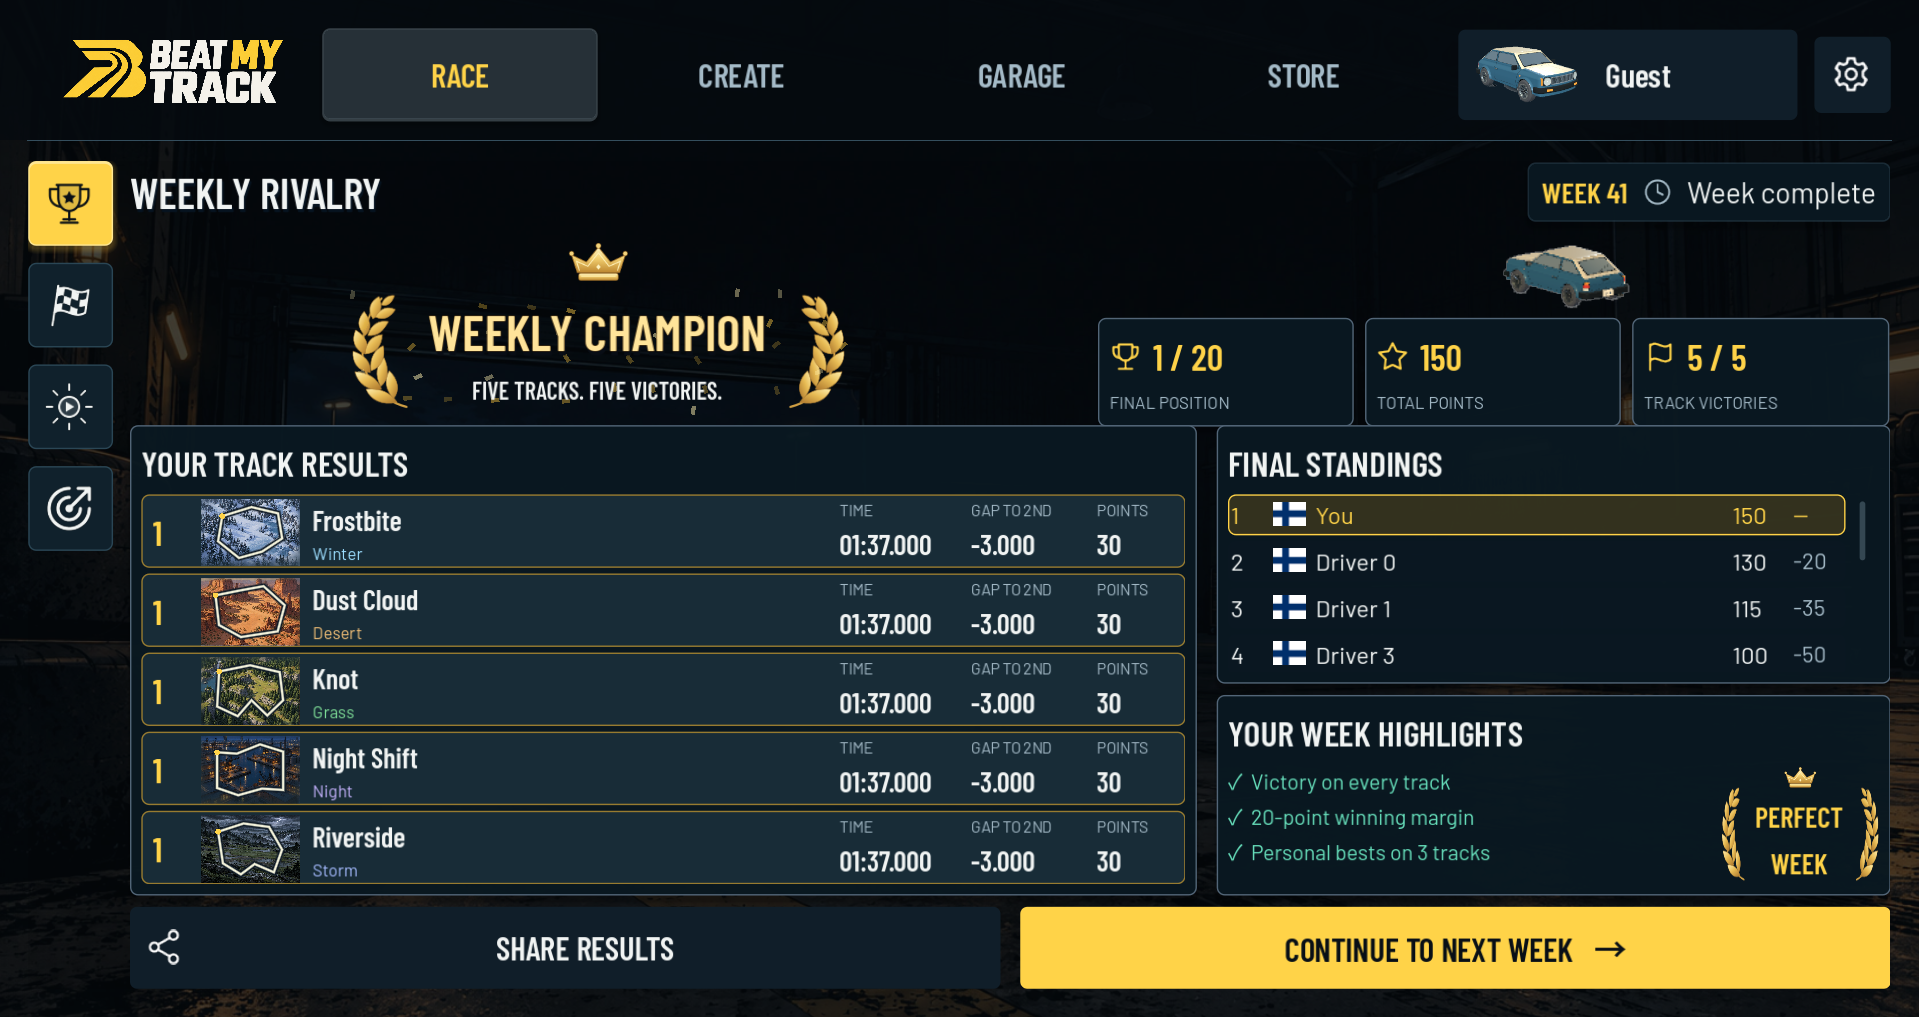 BEAT MY
TRACK
RACE
CREATE
GARAGE
STORE
Guest
WEEKLY RIVALRY
WEEK 41 Week complete
WEEKLY CHAMPION
FIVE TRACKS. FIVE VICTORIES.
1 / 20
FINAL POSITION
150
TOTAL POINTS
5 / 5
TRACK VICTORIES
YOUR TRACK RESULTS
1
Frostbite
Winter
TIME
01:37.000
GAP TO 2ND
-3.000
POINTS
30
1
Dust Cloud
Desert
TIME
01:37.000
GAP TO 2ND
-3.000
POINTS
30
1
Knot
Grass
TIME
01:37.000
GAP TO 2ND
-3.000
POINTS
30
1
Night Shift
Night
TIME
01:37.000
GAP TO 2ND
-3.000
POINTS
30
1
Riverside
Storm
TIME
01:37.000
GAP TO 2ND
-3.000
POINTS
30
FINAL STANDINGS
1 You 150 —
2 Driver 0 130 -20
3 Driver 1 115 -35
4 Driver 3 100 -50
YOUR WEEK HIGHLIGHTS
✓ Victory on every track
✓ 20-point winning margin
✓ Personal bests on 3 tracks
PERFECT
WEEK
SHARE RESULTS
CONTINUE TO NEXT WEEK →